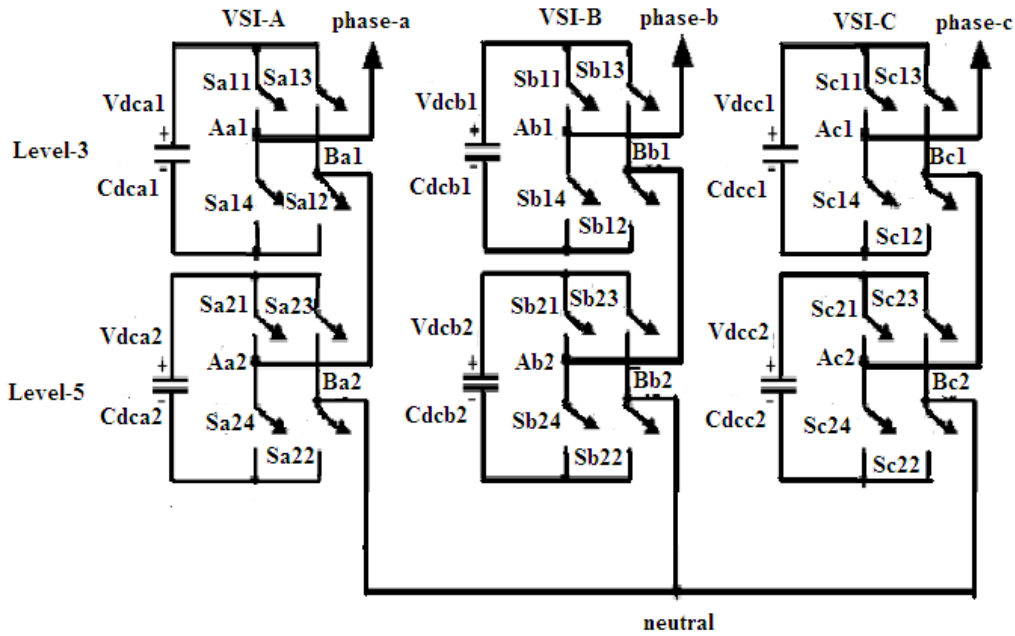 VSI-A
phase-a
VSI-B
phase-b
VSI-C
phase-c
Sa11
Sa13
Sb11
Sb13
Sc11
Sc13
Vdca1
Vdcb1
Vdcc1
+
+
+
Aa1
Ab1
Ac1
Level-3
Ba1
Bb1
Bc1
-
-
-
Cdca1
Cdcb1
Cdcc1
Sa14
Sa12
Sb14
Sb12
Sc14
Sc12
Sa21
Sa23
Sb21
Sb23
Sc21
Sc23
Vdca2
Vdcb2
Vdcc2
+
+
+
Aa2
Ab2
Ac2
Level-5
Ba2
Bb2
Bc2
-
-
-
Cdca2
Cdcb2
Cdcc2
Sa24
Sb24
Sc24
Sa22
Sb22
Sc22
neutral